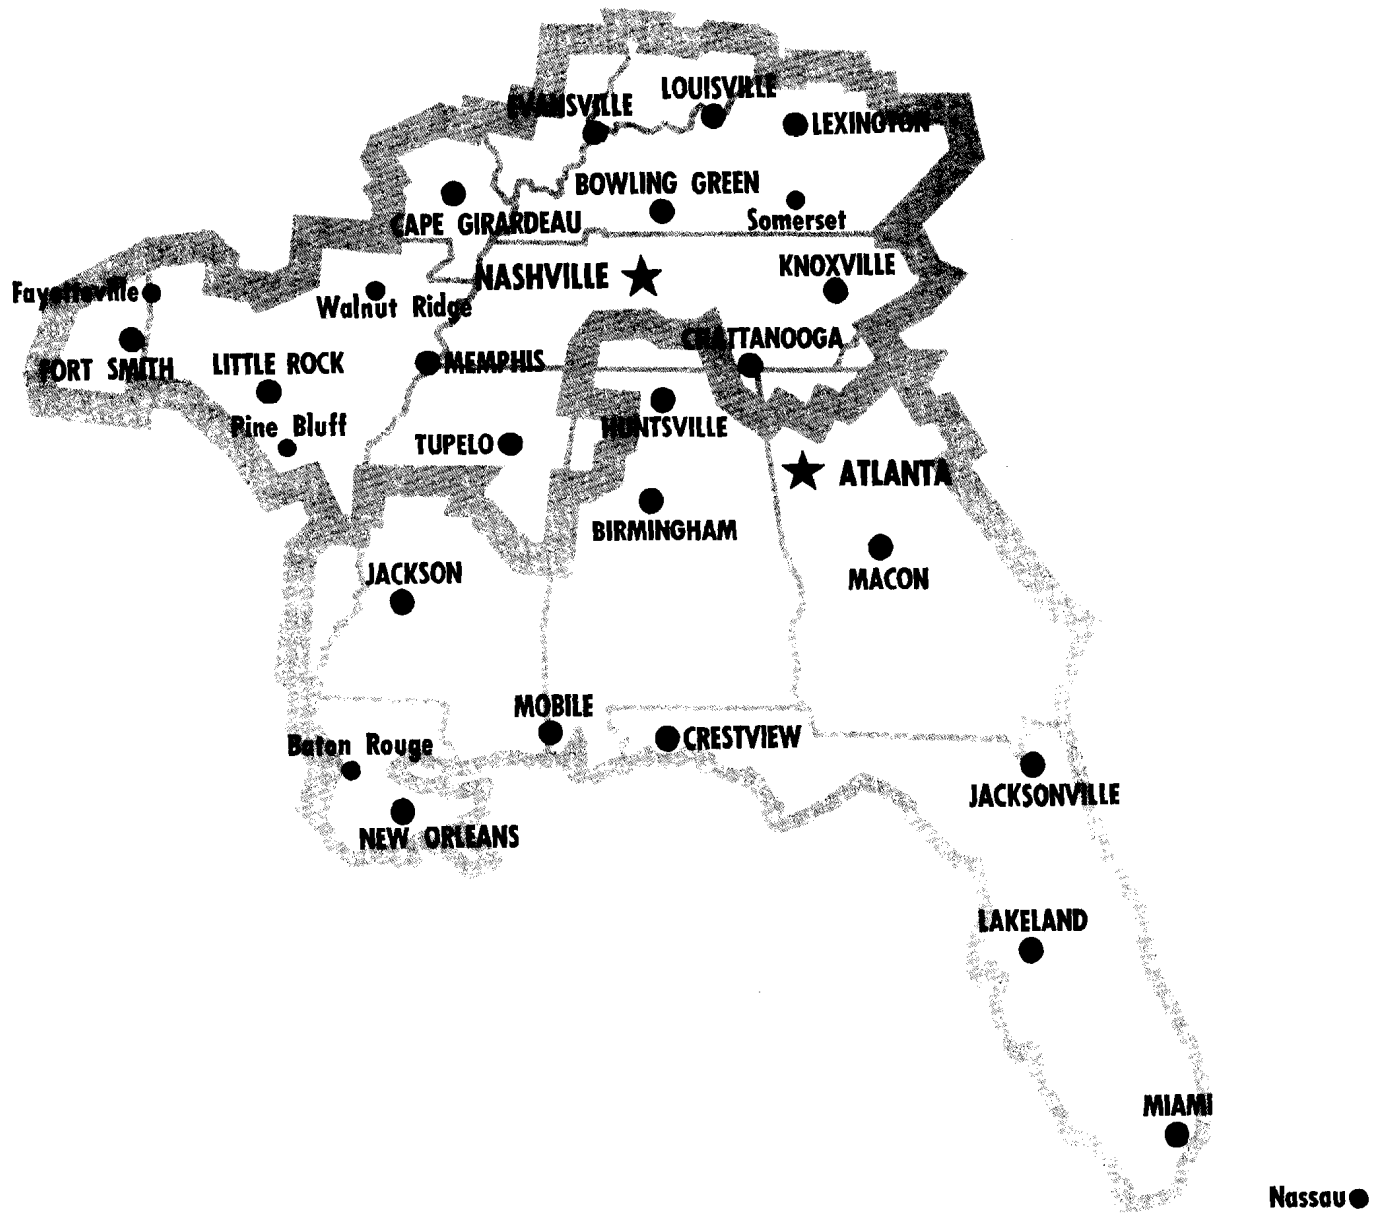 LOUISVILLE
EVANSVILLE
LEXINGTON
BOWLING GREEN
Somerset
CAPE GIRARDEAU
KNOXVILLE
NASHVILLE
Fayetteville
Walnut Ridge
CHATTANOOGA
FORT SMITH
LITTLE ROCK
MEMPHIS
Pine Bluff
HUNTSVILLE
TUPELO
ATLANTA
BIRMINGHAM
JACKSON
MACON
MOBILE
CRESTVIEW
Baton Rouge
JACKSONVILLE
NEW ORLEANS
LAKELAND
MIAMI
Nassau